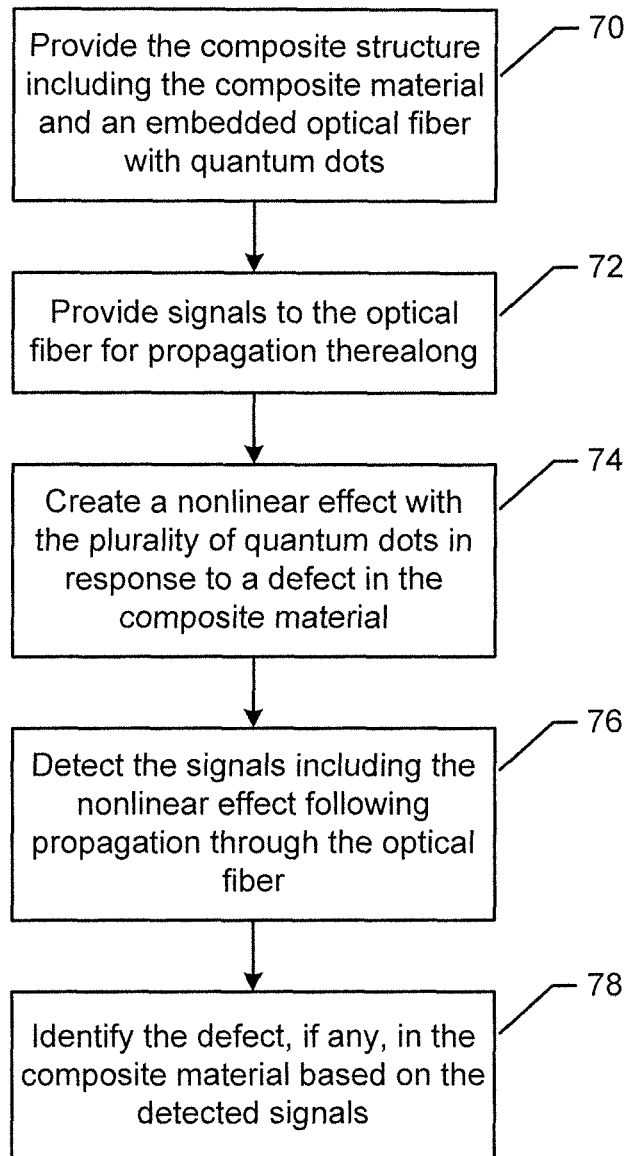 Provide the composite structure
including the composite material
and an embedded optical fiber
with quantum dots
70
Provide signals to the optical
fiber for propagation therealong
72
Create a nonlinear effect with
the plurality of quantum dots in
response to a defect in the
composite material
74
Detect the signals including the
nonlinear effect following
propagation through the optical
fiber
76
Identify the defect, if any, in the
composite material based on the
detected signals
78